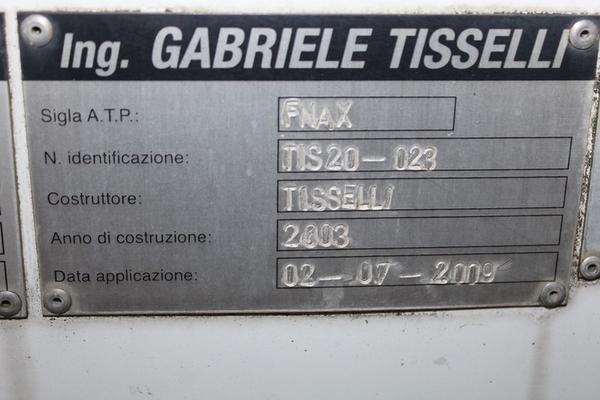 Ing. GABRIELE TISSELLI
Sigla A.T.P.: FNAX
N. identificazione: TIS20-023
Costruttore: TISSELLI
Anno di costruzione: 2003
Data applicazione: 02-07-2009